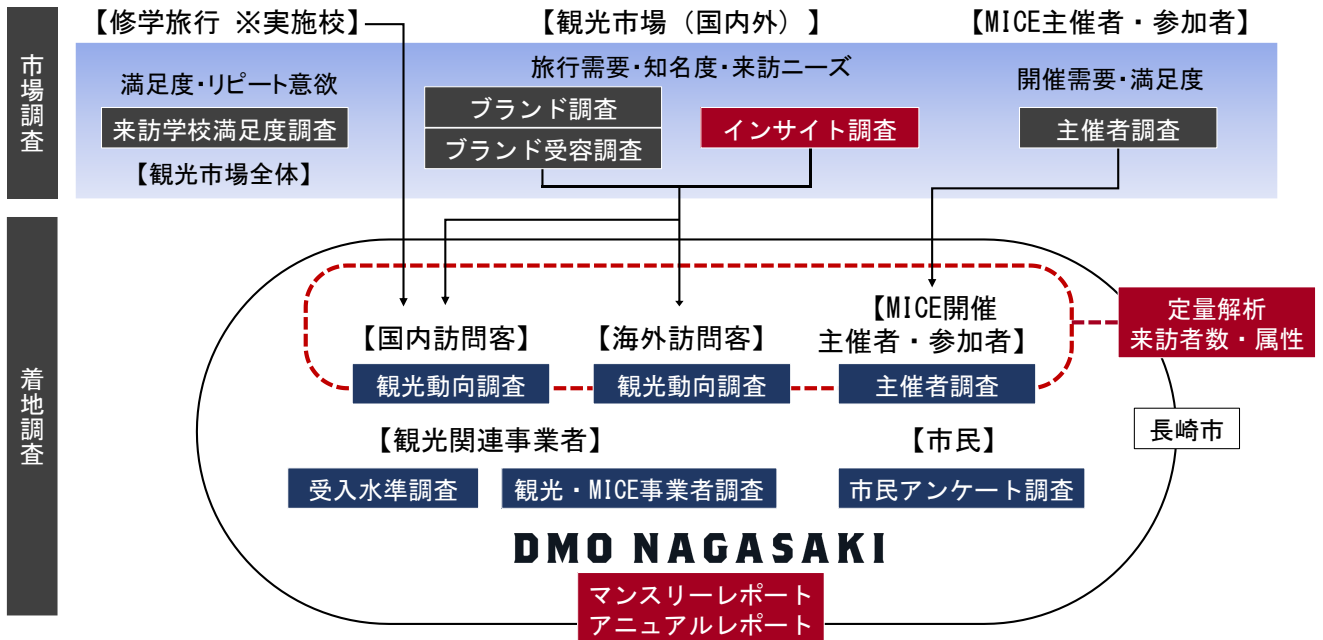 市場調査
【修学旅行 ※実施校】
【観光市場（国内外）】
【MICE主催者・参加者】
満足度・リピート意欲
旅行需要・知名度・来訪ニーズ
開催需要・満足度
来訪学校満足度調査
ブランド調査
ブランド受容調査
インサイト調査
主催者調査
【観光市場全体】
着地調査
【国内訪問客】
【海外訪問客】
【MICE開催
主催者・参加者】
定量解析
来訪者数・属性
観光動向調査
観光動向調査
主催者調査
長崎市
【観光関連事業者】
【市民】
受入水準調査
観光・MICE事業者調査
市民アンケート調査
DMO NAGASAKI
マンスリーレポート
アニュアルレポート